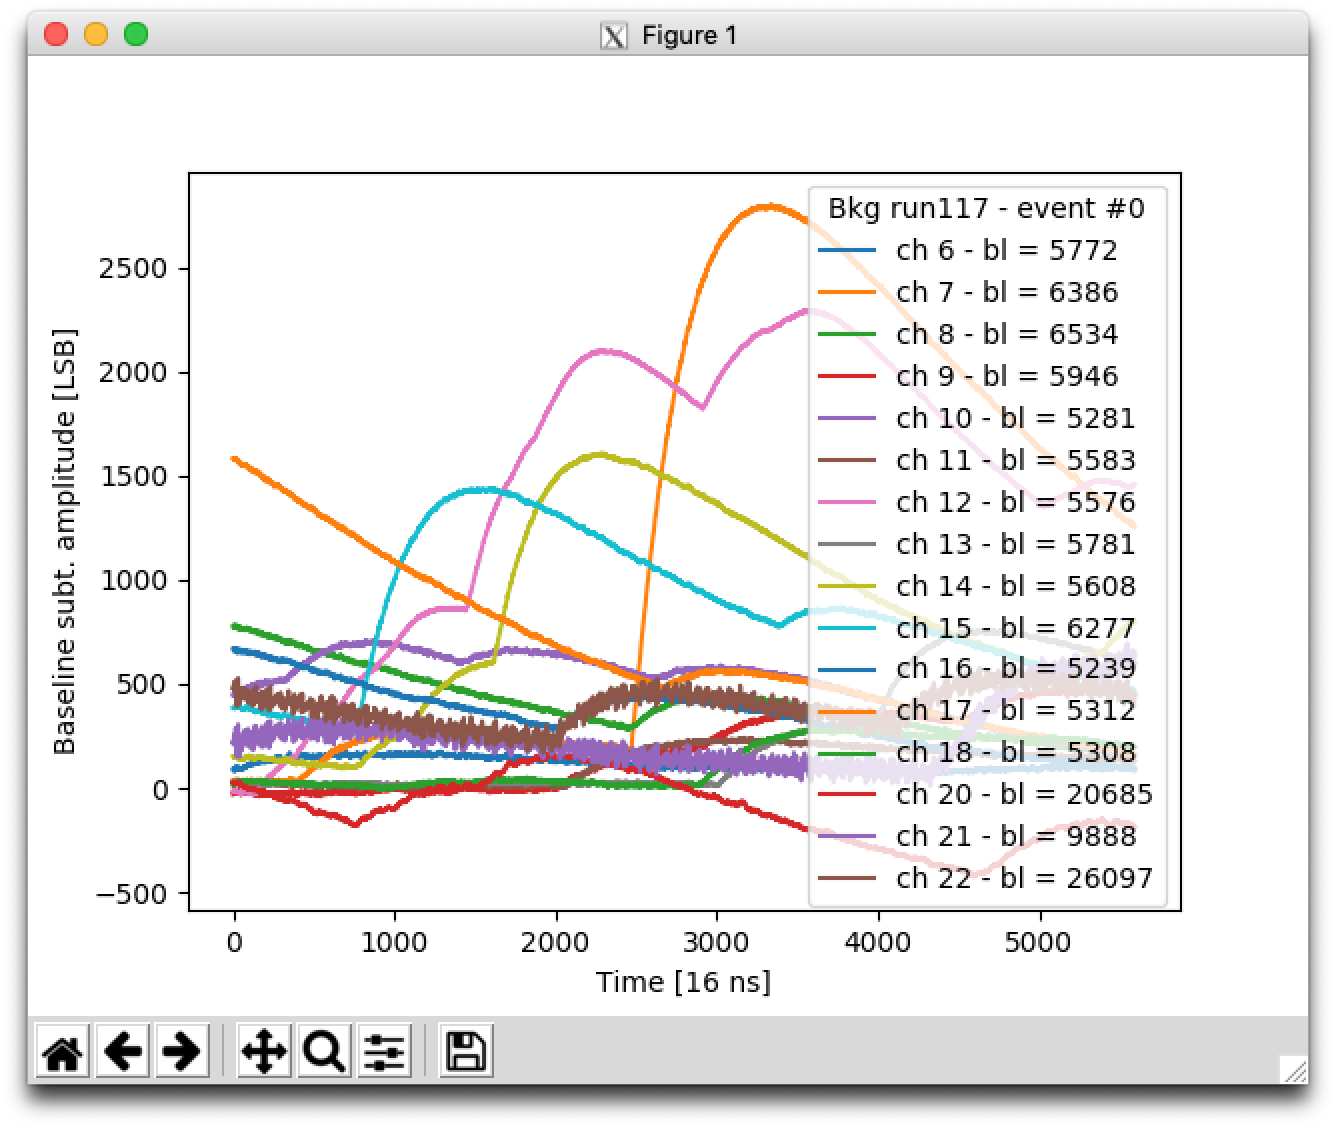 Figure 1
Baseline subt. amplitude [LSB]
2500
2000
1500
1000
500
0
−500
Bkg run117 - event #0
ch 6 - bl = 5772
ch 7 - bl = 6386
ch 8 - bl = 6534
ch 9 - bl = 5946
ch 10 - bl = 5281
ch 11 - bl = 5583
ch 12 - bl = 5576
ch 13 - bl = 5781
ch 14 - bl = 5608
ch 15 - bl = 6277
ch 16 - bl = 5239
ch 17 - bl = 5312
ch 18 - bl = 5308
ch 20 - bl = 20685
ch 21 - bl = 9888
ch 22 - bl = 26097
0 1000 2000 3000 4000 5000
Time [16 ns]